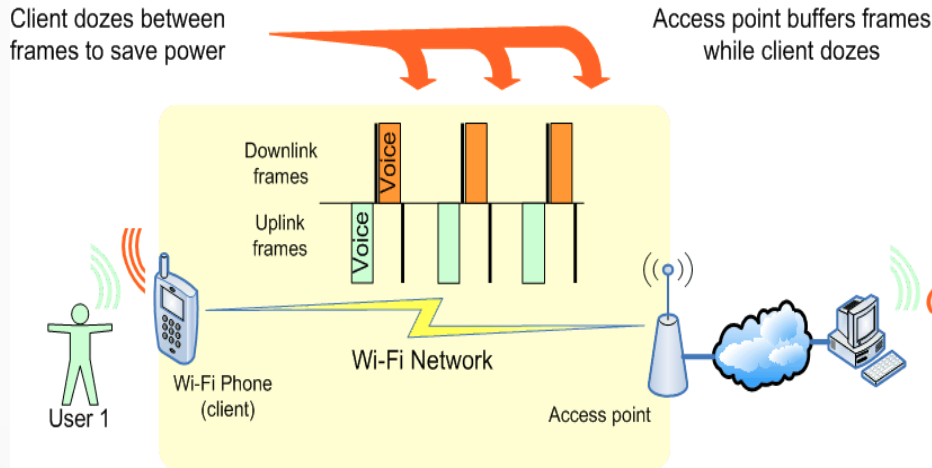 Client dozes between
frames to save power
Access point buffers frames
while client dozes
Downlink
frames
Voice
Uplink
frames
Voice
Wi-Fi Network
Wi-Fi Phone
(client)
Access point
User 1